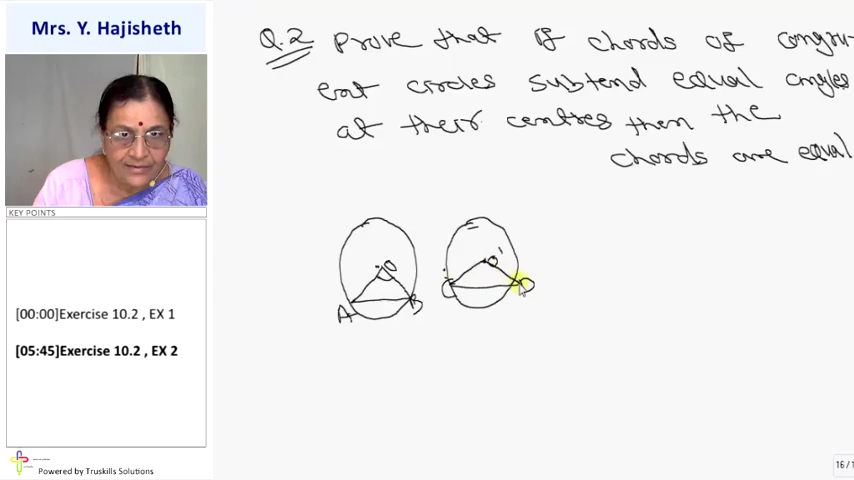 Mrs. Y. Hajisheth
KEY POINTS
[00:00]Exercise 10.2 , EX 1
[05:45]Exercise 10.2 , EX 2
Powered by Truskills Solutions
Q.2 Prove that if chords of congru-
ent circles subtend equal angles
at their centres then the
chords are equal
O
A
B
O'
C
D
16/1